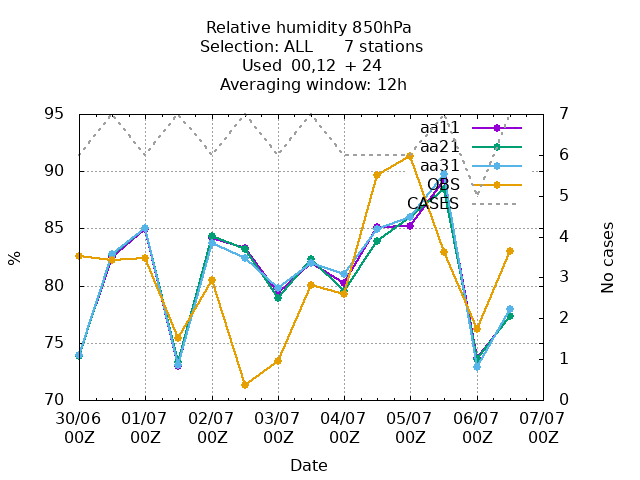 Relative humidity 850hPa
Selection: ALL 7 stations
Used 00,12 + 24
Averaging window: 12h
95
90
85
80
75
70
7
6
5
4
3
2
1
0
%
No cases
aa11
aa21
aa31
OBS
CASES
30/06 01/07 02/07 03/07 04/07 05/07 06/07 07/07
00Z 00Z 00Z 00Z 00Z 00Z 00Z 00Z
Date